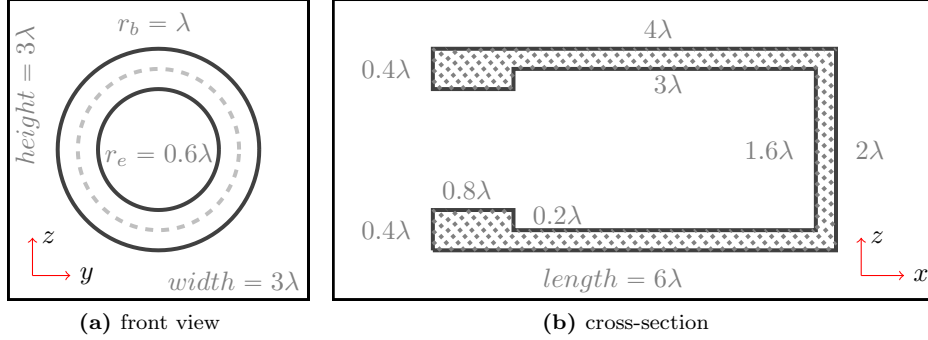 r_b = λ
height = 3λ
r_e = 0.6λ
z
y
width = 3λ
(a) front view
4λ
0.4λ
3λ
1.6λ
2λ
0.8λ
0.2λ
0.4λ
z
x
length = 6λ
(b) cross-section